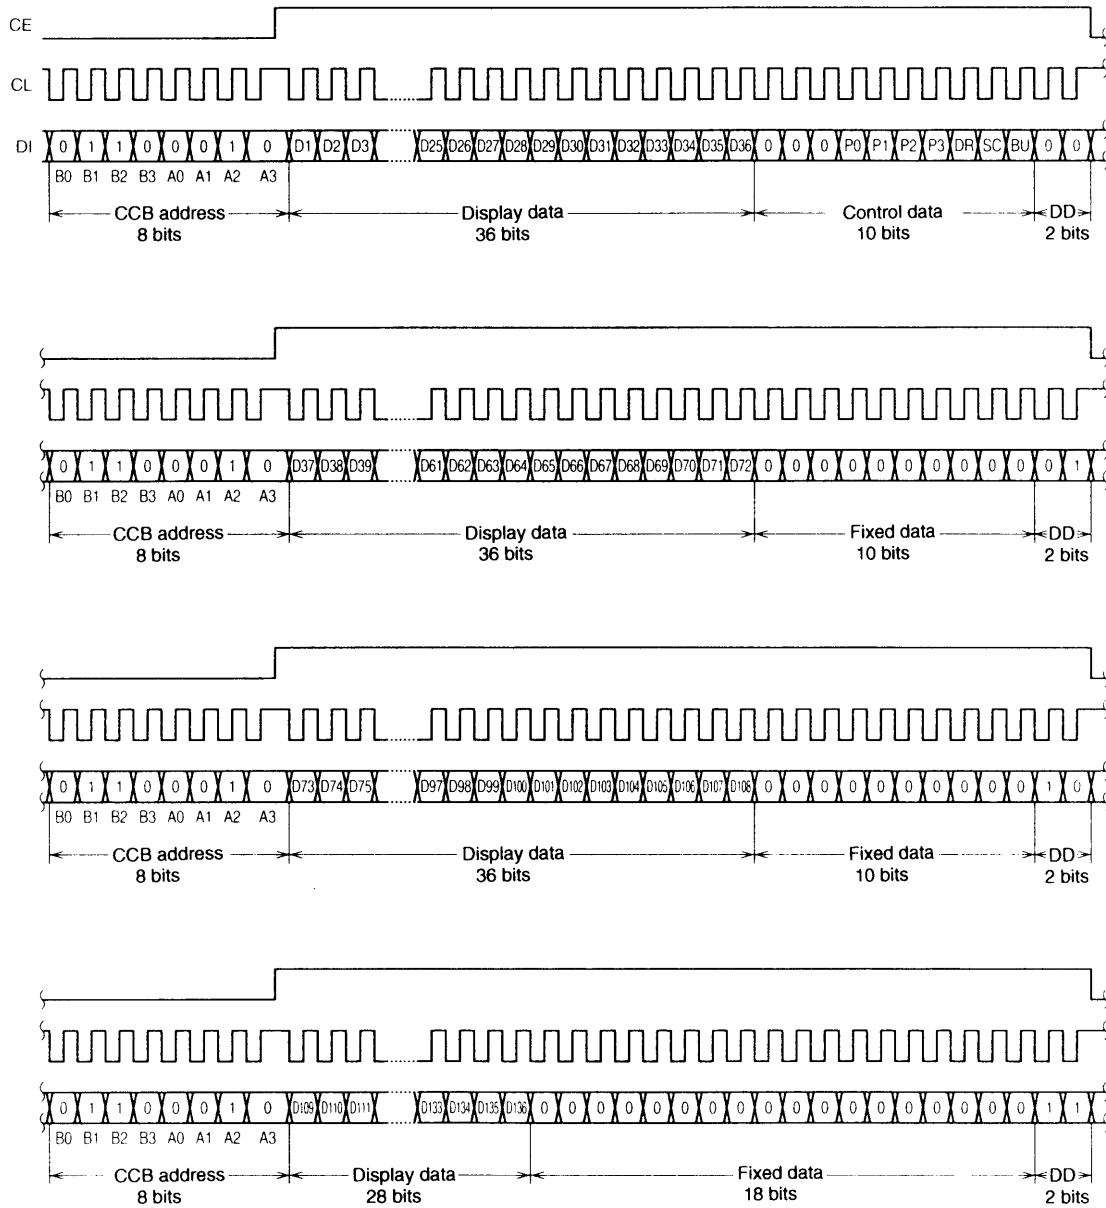 CE
CL
DI 0 1 1 0 0 0 1 0 D1 D2 D3 D25 D26 D27 D28 D29 D30 D31 D32 D33 D34 D35 D36 0 0 0 P0 P1 P2 P3 DR SC BU 0 0
B0 B1 B2 B3 A0 A1 A2 A3
CCB address Display data Control data DD
8 bits 36 bits 10 bits 2 bits
0 1 1 0 0 0 1 0 D37 D38 D39 D61 D62 D63 D64 D65 D66 D67 D68 D69 D70 D71 D72 0 0 0 0 0 0 0 0 0 0 0 1
B0 B1 B2 B3 A0 A1 A2 A3
CCB address Display data Fixed data DD
8 bits 36 bits 10 bits 2 bits
0 1 1 0 0 0 1 0 D73 D74 D75 D97 D98 D99 D100 D101 D102 D103 D104 D105 D106 D107 D108 0 0 0 0 0 0 0 0 0 0 1 0
B0 B1 B2 B3 A0 A1 A2 A3
CCB address Display data Fixed data DD
8 bits 36 bits 10 bits 2 bits
0 1 1 0 0 0 1 0 D109 D110 D111 D133 D134 D135 D136 0 0 0 0 0 0 0 0 0 0 0 0 0 0 0 0 0 0 1 1
B0 B1 B2 B3 A0 A1 A2 A3
CCB address Display data Fixed data DD
8 bits 28 bits 18 bits 2 bits